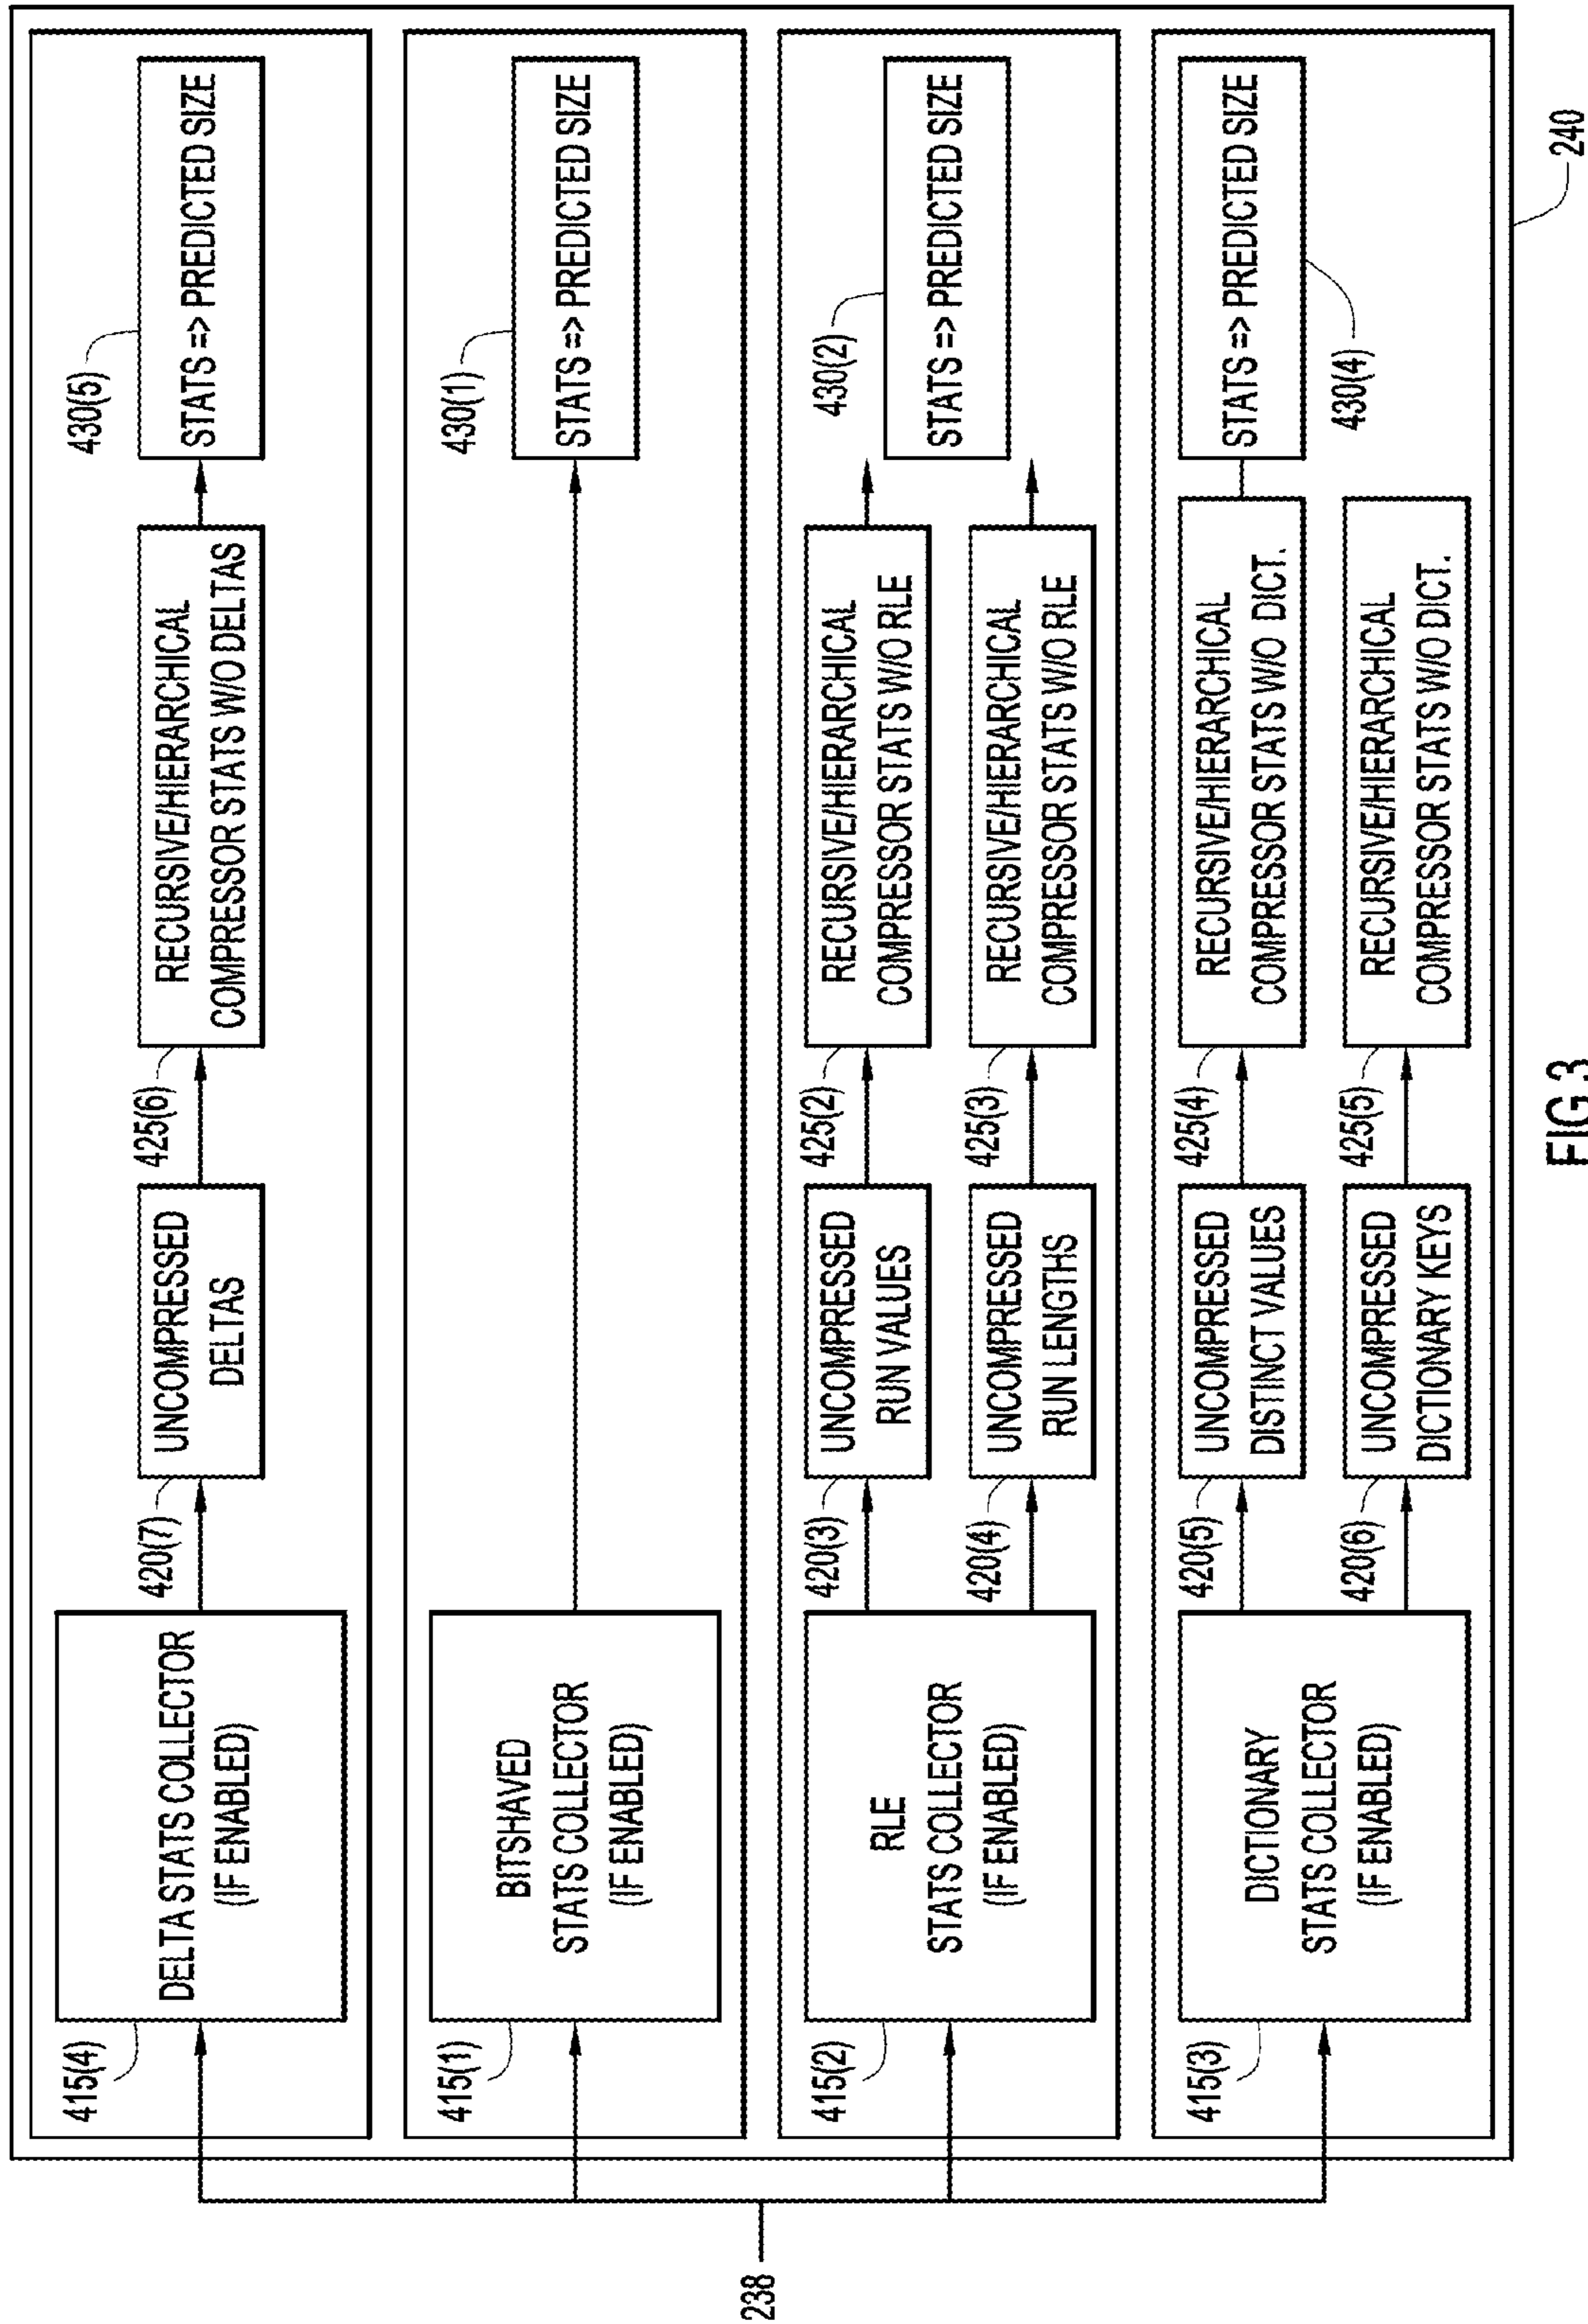 238
240
415(4)
DELTA STATS COLLECTOR
(IF ENABLED)
420(7)
UNCOMPRESSED
DELTAS
425(6)
RECURSIVE/HIERARCHICAL
COMPRESSOR STATS W/O DELTAS
430(5)
STATS => PREDICTED SIZE
415(1)
BITSHAVED
STATS COLLECTOR
(IF ENABLED)
430(1)
STATS => PREDICTED SIZE
415(2)
RLE
STATS COLLECTOR
(IF ENABLED)
420(3)
UNCOMPRESSED
RUN VALUES
425(2)
RECURSIVE/HIERARCHICAL
COMPRESSOR STATS W/O RLE
420(4)
UNCOMPRESSED
RUN LENGTHS
425(3)
RECURSIVE/HIERARCHICAL
COMPRESSOR STATS W/O RLE
430(2)
STATS => PREDICTED SIZE
415(3)
DICTIONARY
STATS COLLECTOR
(IF ENABLED)
420(5)
UNCOMPRESSED
DISTINCT VALUES
425(4)
RECURSIVE/HIERARCHICAL
COMPRESSOR STATS W/O DICT.
420(6)
UNCOMPRESSED
DICTIONARY KEYS
425(5)
RECURSIVE/HIERARCHICAL
COMPRESSOR STATS W/O DICT.
STATS => PREDICTED SIZE
430(4)
FIG.3